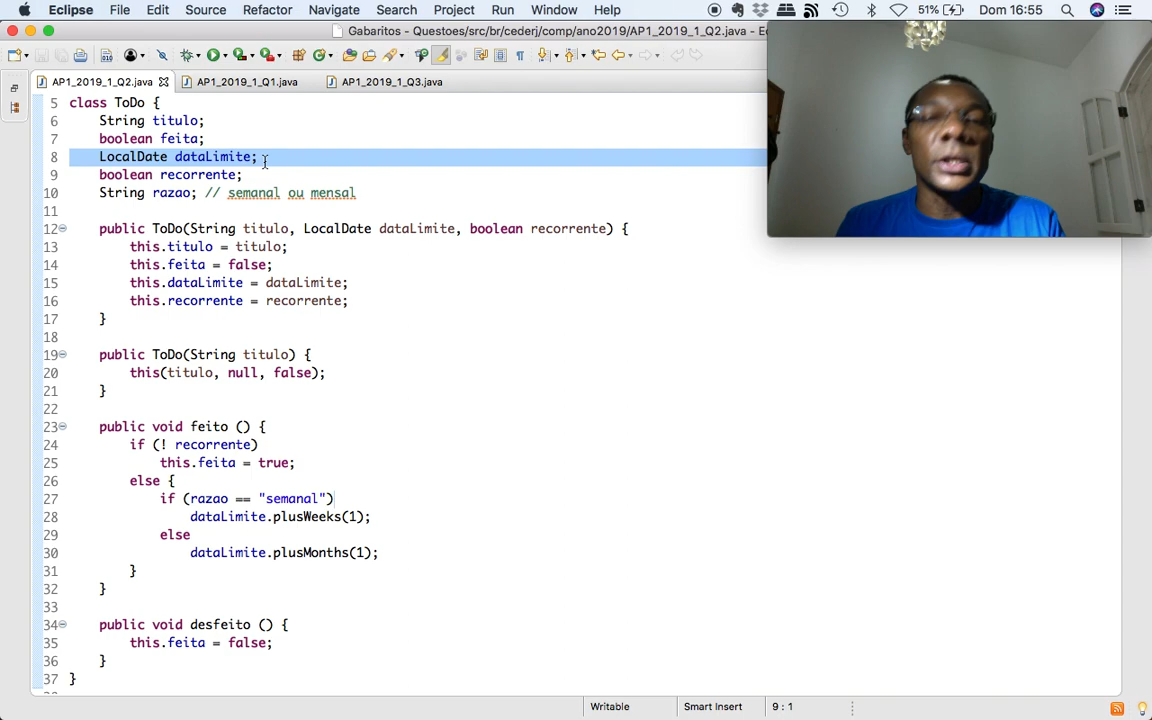 Eclipse File Edit Source Refactor Navigate Search Project Run Window Help 51% Dom 16:55
Gabaritos - Questoes/src/br/cederj/comp/ano2019/AP1_2019_1_Q2.java - Ec
AP1_2019_1_Q2.java AP1_2019_1_Q1.java AP1_2019_1_Q3.java
5 class ToDo {
6 String titulo;
7 boolean feita;
8 LocalDate dataLimite;
9 boolean recorrente;
10 String razao; // semanal ou mensal
11
12 public ToDo(String titulo, LocalDate dataLimite, boolean recorrente) {
13 this.titulo = titulo;
14 this.feita = false;
15 this.dataLimite = dataLimite;
16 this.recorrente = recorrente;
17 }
18
19 public ToDo(String titulo) {
20 this(titulo, null, false);
21 }
22
23 public void feito () {
24 if (! recorrente)
25 this.feita = true;
26 else {
27 if (razao == "semanal")
28 dataLimite.plusWeeks(1);
29 else
30 dataLimite.plusMonths(1);
31 }
32 }
33
34 public void desfeito () {
35 this.feita = false;
36 }
37 }
Writable Smart Insert 9 : 1